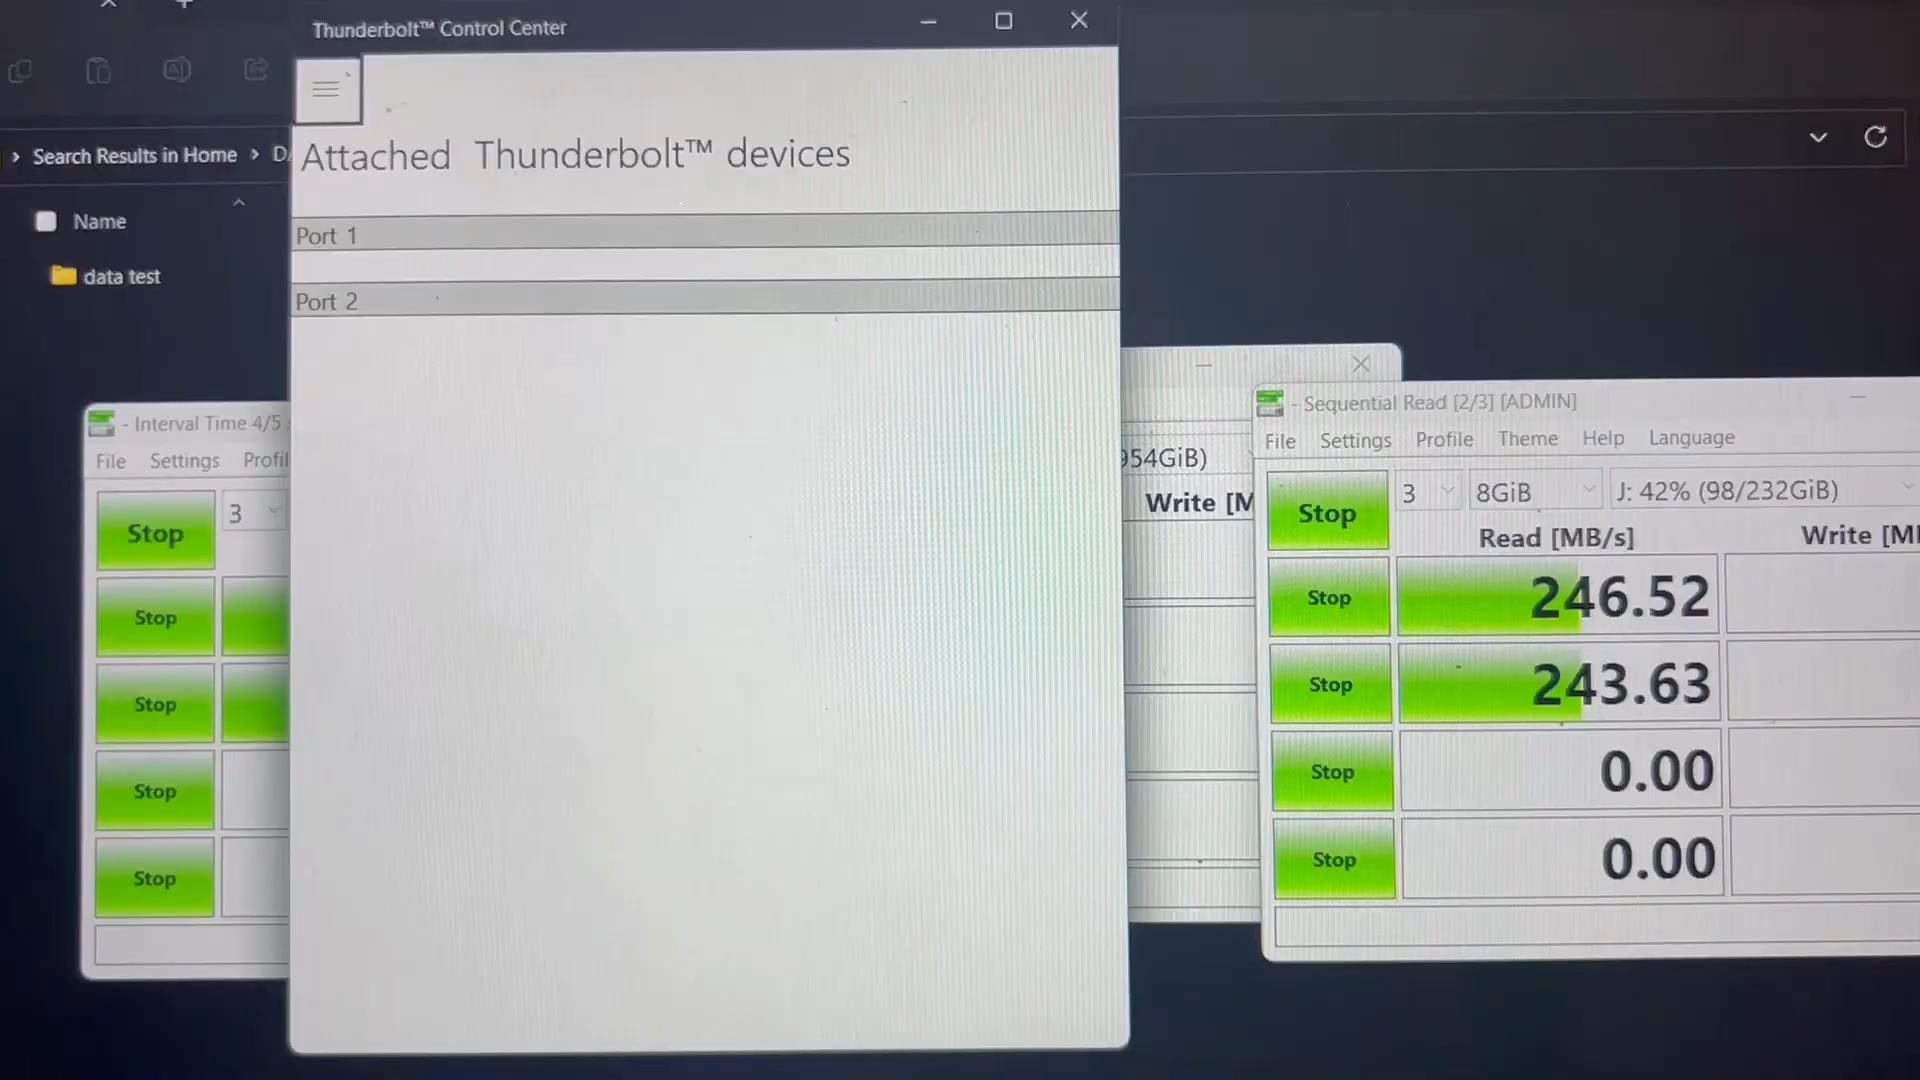 Thunderbolt™ Control Center
Search Results in Home
Attached Thunderbolt™ devices
Name
Port 1
data test
Port 2
- Interval Time 4/5
- Sequential Read [2/3] [ADMIN]
File Settings
File Settings Profile Theme Help Language
954GiB)
Stop 3
Stop 3 8GiB J: 42% (98/232GiB)
Write
Read [MB/s]
Write
Stop
Stop 246.52
Stop
Stop 243.63
Stop
Stop 0.00
Stop
Stop 0.00